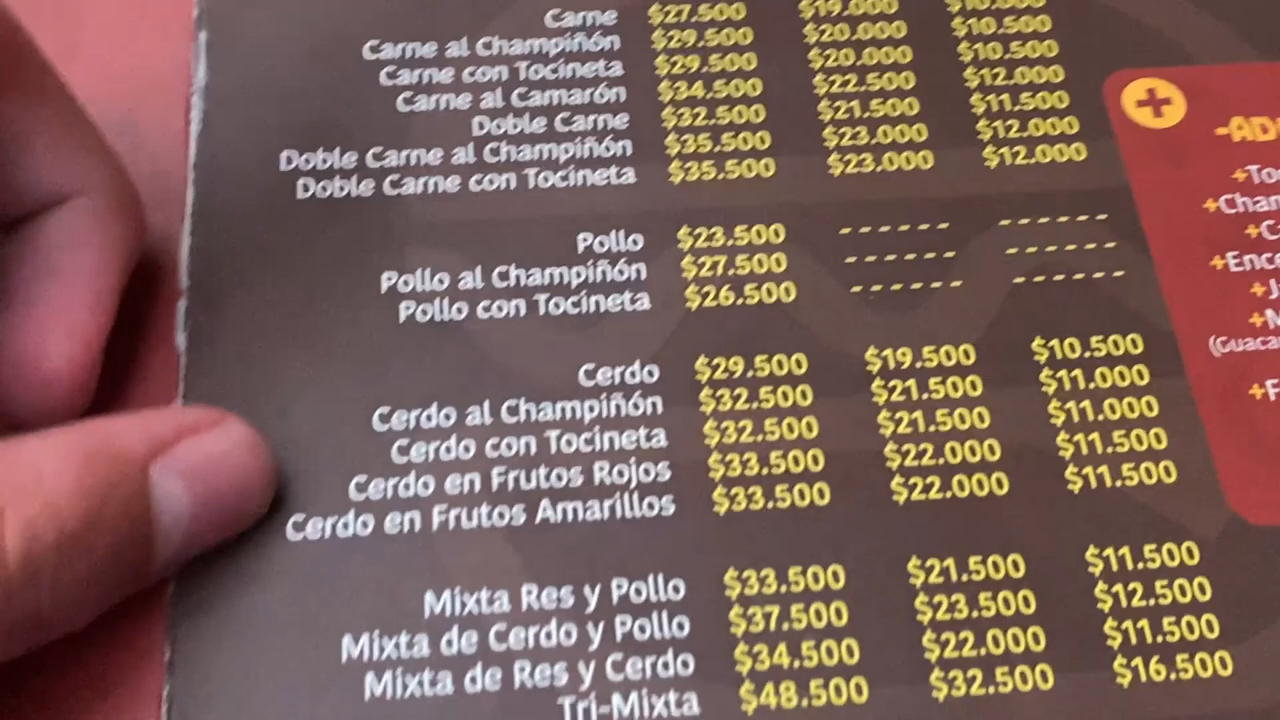 Carne $27.500 $19.000 $10.000
Carne al Champiñón $29.500 $20.000 $10.500
Carne con Tocineta $29.500 $20.000 $10.500
Carne al Camarón $34.500 $22.500 $12.000
Doble Carne $32.500 $21.500 $11.500
Doble Carne al Champiñón $35.500 $23.000 $12.000
Doble Carne con Tocineta $35.500 $23.000 $12.000
Pollo $23.500 ------ ------
Pollo al Champiñón $27.500 ------ ------
Pollo con Tocineta $26.500 ------ ------
Cerdo $29.500 $19.500 $10.500
Cerdo al Champiñón $32.500 $21.500 $11.000
Cerdo con Tocineta $32.500 $21.500 $11.000
Cerdo en Frutos Rojos $33.500 $22.000 $11.500
Cerdo en Frutos Amarillos $33.500 $22.000 $11.500
Mixta Res y Pollo $33.500 $21.500 $11.500
Mixta de Cerdo y Pollo $37.500 $23.500 $12.500
Mixta de Res y Cerdo $34.500 $22.000 $11.500
Tri-Mixta $48.500 $32.500 $16.500